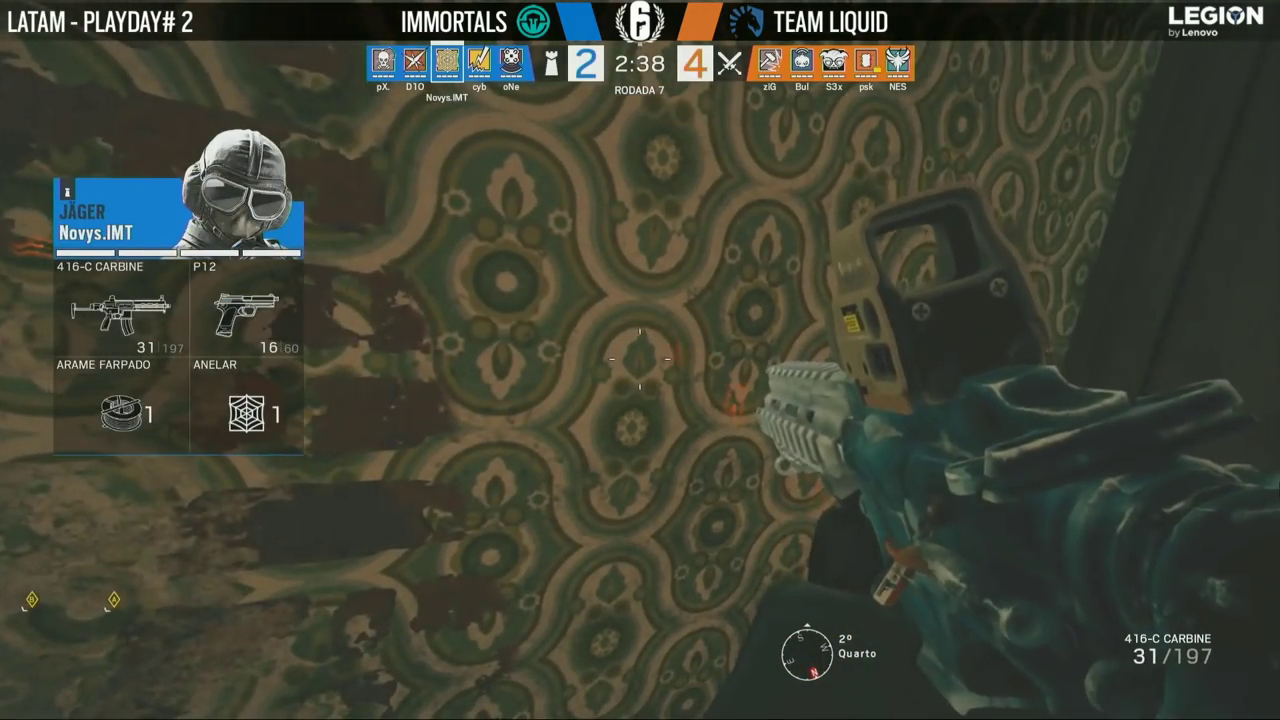 LATAM - PLAYDAY# 2
IMMORTALS
TEAM LIQUID
LEGION
by Lenovo
2
2:38
4
RODADA 7
pX.
D1O
Novys.IMT
cyb
oNe
ziG
Bul
S3x
psk
NES
JÄGER
Novys.IMT
416-C CARBINE
P12
31 197
16 60
ARAME FARPADO
ANELAR
1
1
B
A
S
W
E
N
2º
Quarto
416-C CARBINE
31/197